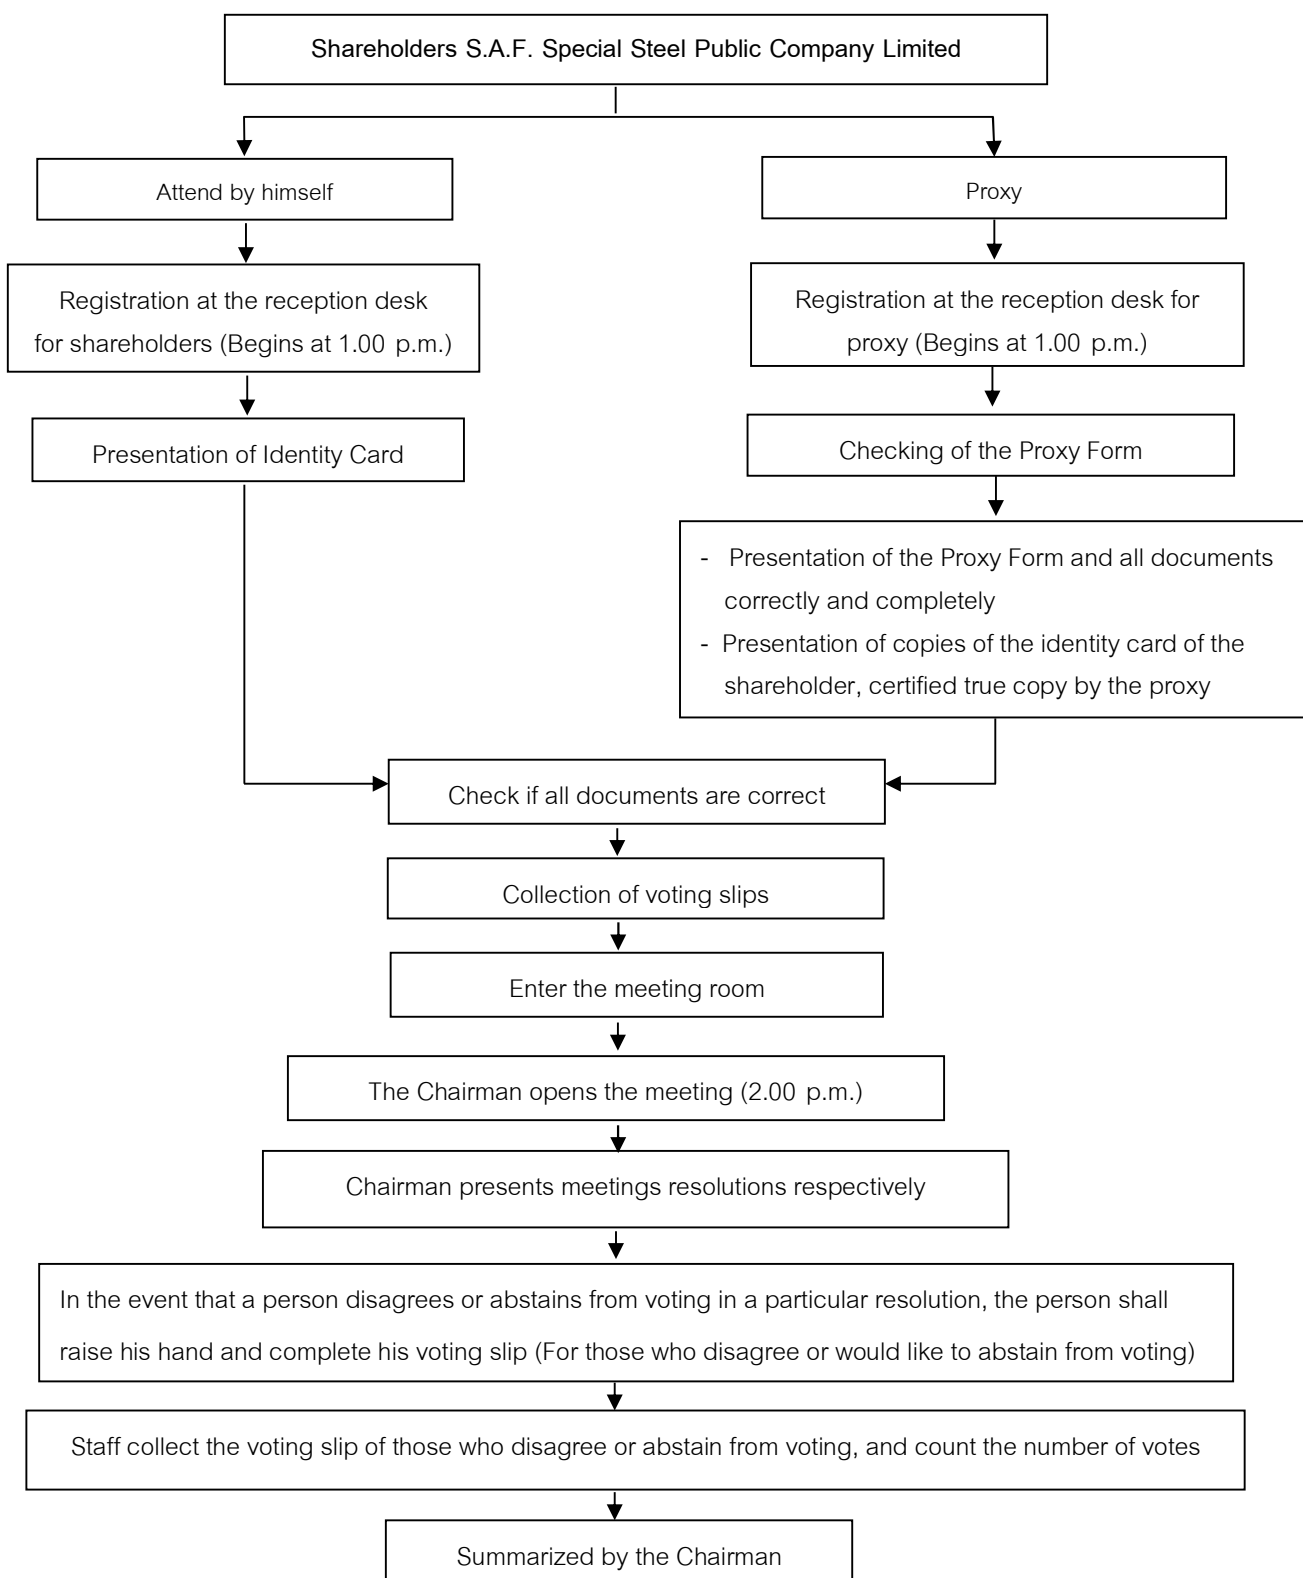 Shareholders S.A.F. Special Steel Public Company Limited
Attend by himself
Proxy
Registration at the reception desk
for shareholders (Begins at 1.00 p.m.)
Registration at the reception desk for
proxy (Begins at 1.00 p.m.)
Presentation of Identity Card
Checking of the Proxy Form
- Presentation of the Proxy Form and all documents
correctly and completely
- Presentation of copies of the identity card of the
shareholder, certified true copy by the proxy
Check if all documents are correct
Collection of voting slips
Enter the meeting room
The Chairman opens the meeting (2.00 p.m.)
Chairman presents meetings resolutions respectively
In the event that a person disagrees or abstains from voting in a particular resolution, the person shall
raise his hand and complete his voting slip (For those who disagree or would like to abstain from voting)
Staff collect the voting slip of those who disagree or abstain from voting, and count the number of votes
Summarized by the Chairman